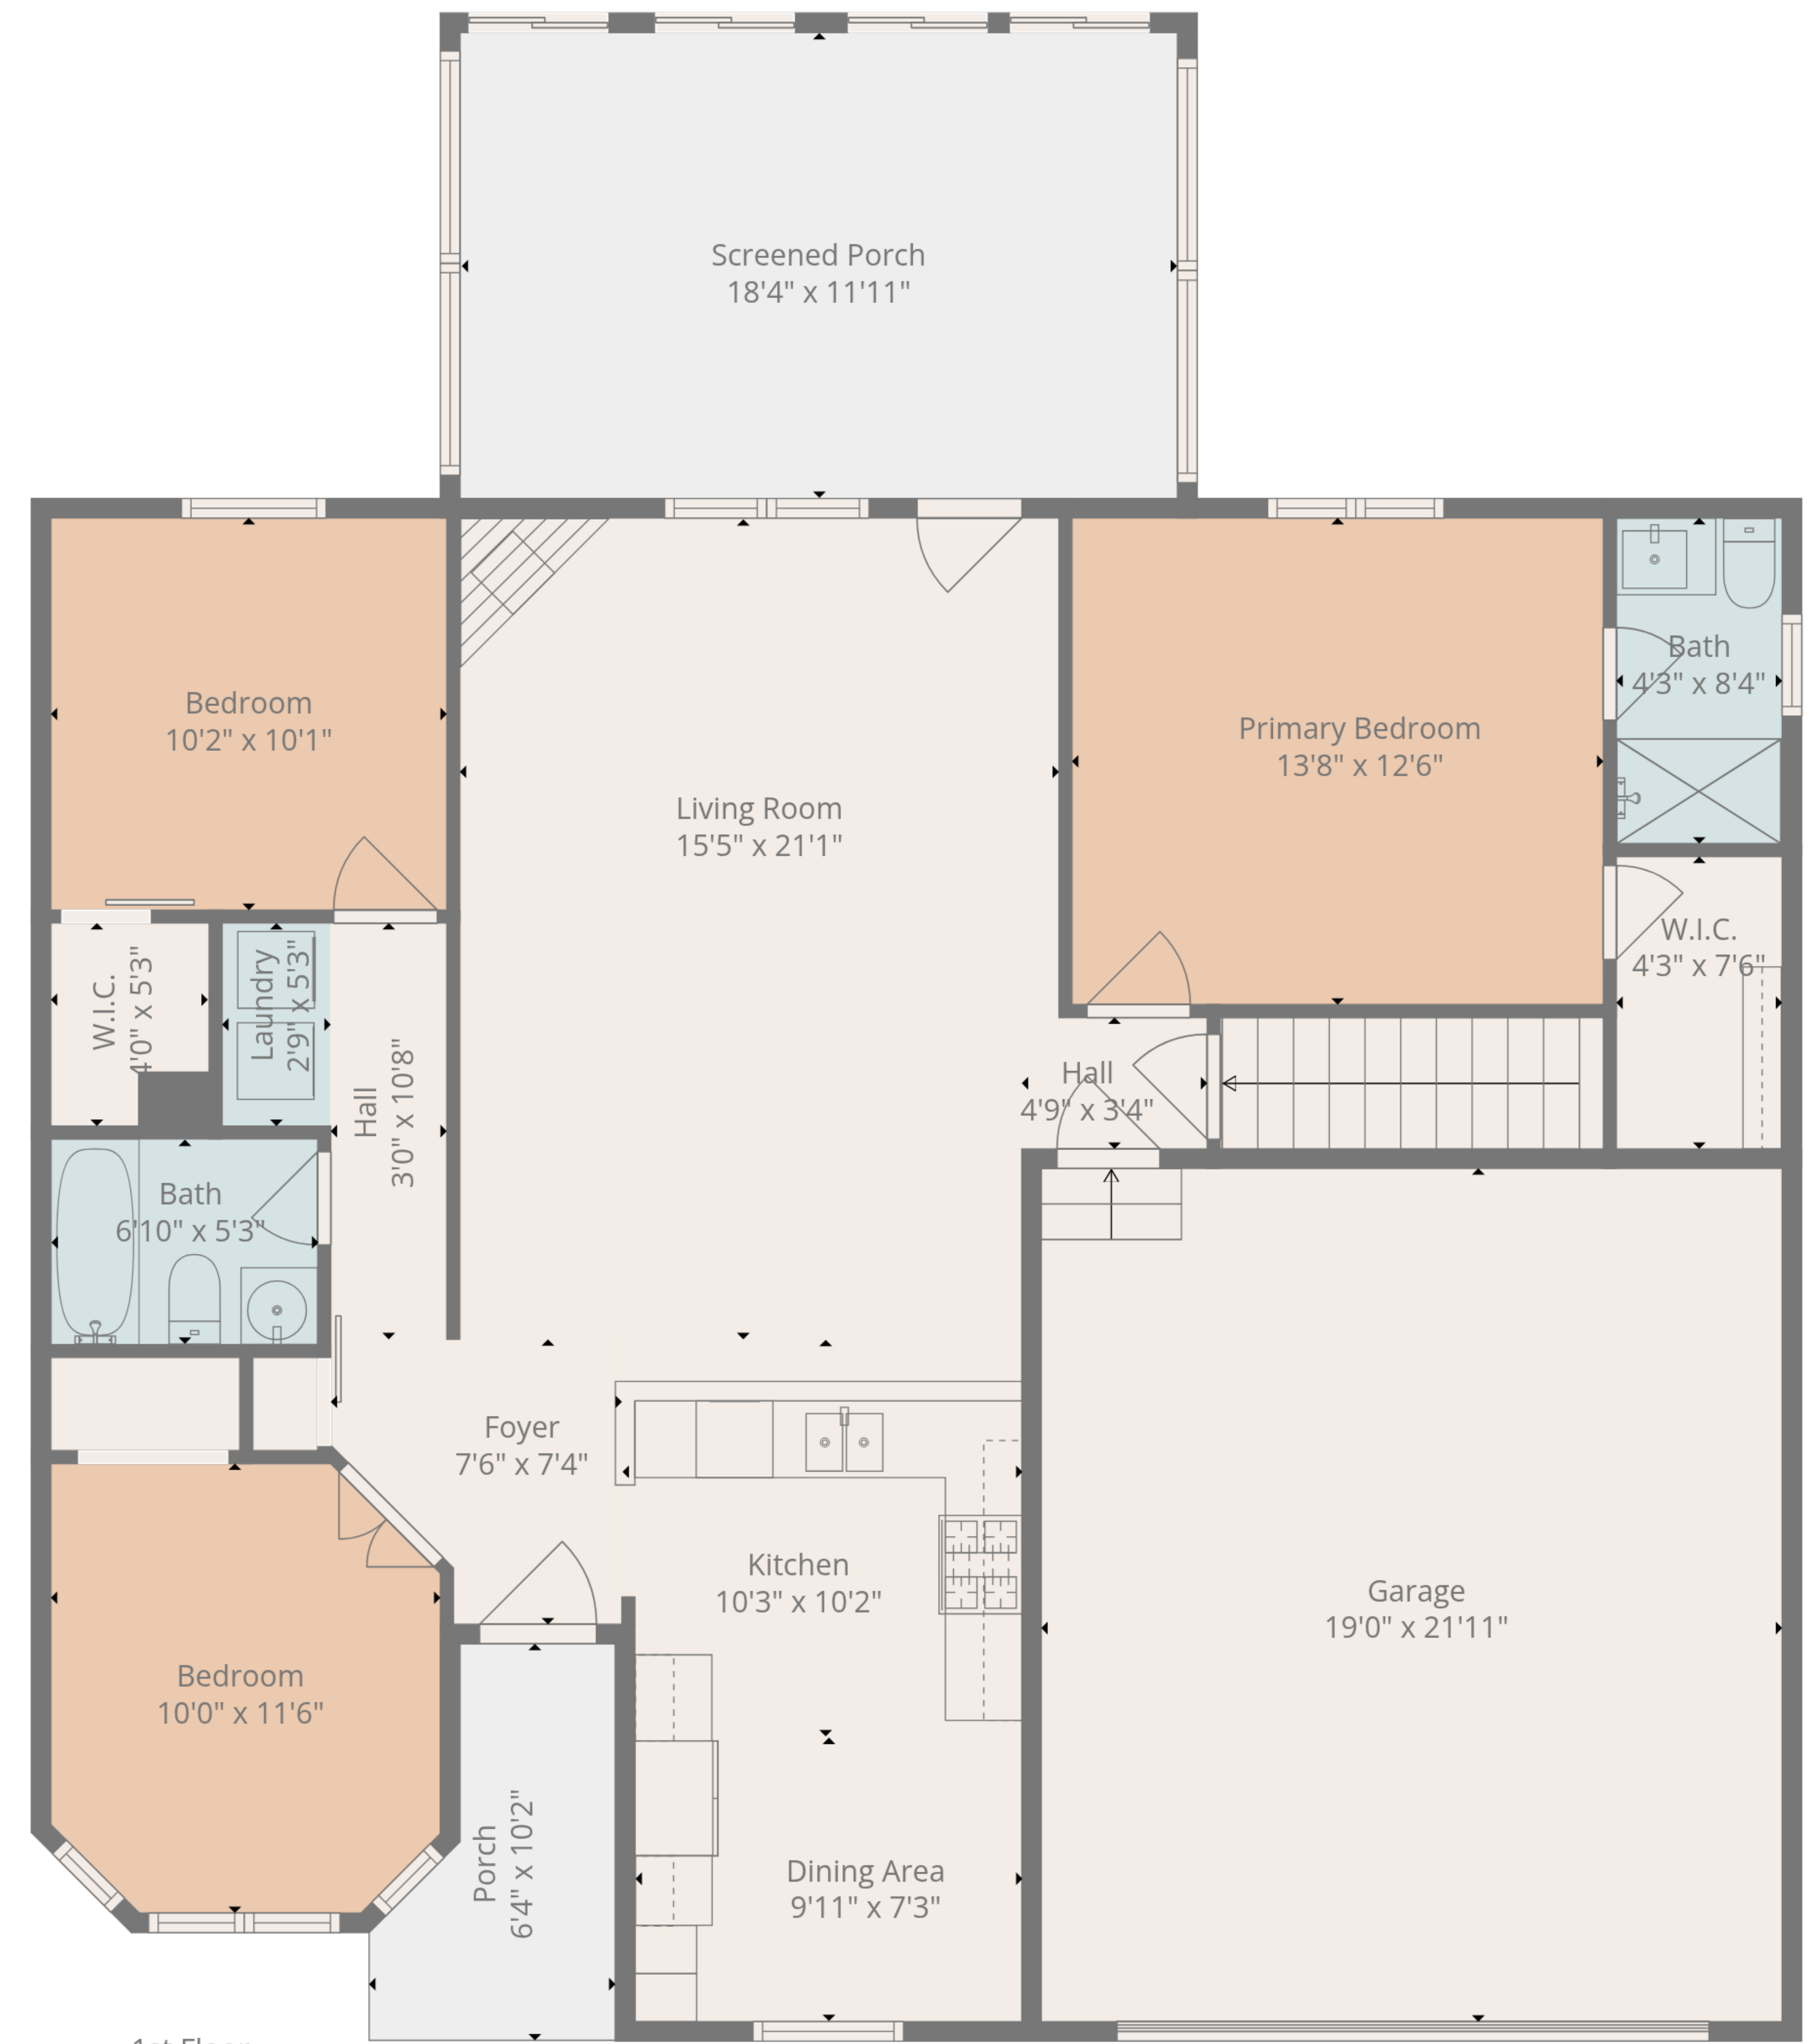 Screened Porch
18'4" x 11'11"
Bedroom
10'2" x 10'1"
Living Room
15'5" x 21'1"
Primary Bedroom
13'8" x 12'6"
Bath
4'3" x 8'4"
W.I.C.
4'3" x 7'6"
W.I.C.
4'0" x 5'3"
Laundry
2'9" x 5'3"
Hall
3'0" x 10'8"
Hall
4'9" x 3'4"
Bath
6'10" x 5'3"
Foyer
7'6" x 7'4"
Kitchen
10'3" x 10'2"
Garage
19'0" x 21'11"
Bedroom
10'0" x 11'6"
Porch
6'4" x 10'2"
Dining Area
9'11" x 7'3"
1st Floor